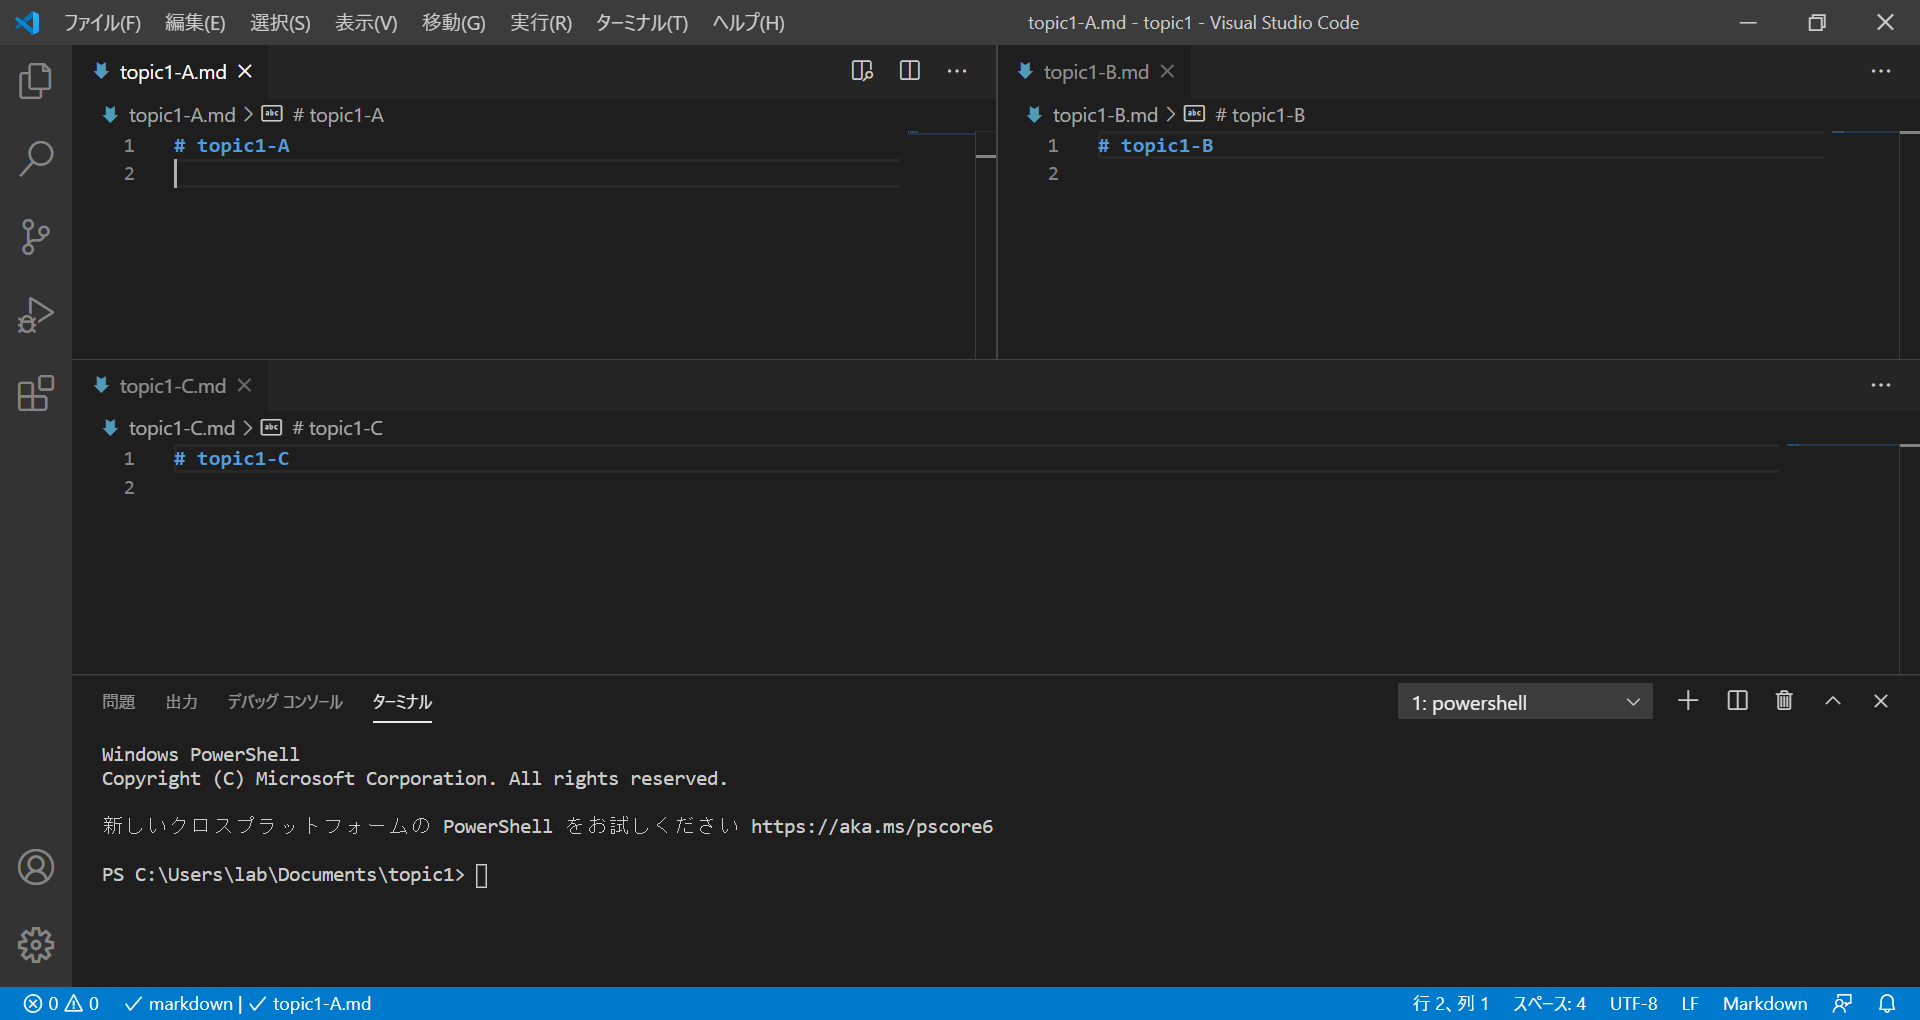 ファイル(F) 編集(E) 選択(S) 表示(V) 移動(G) 実行(R) ターミナル(T) ヘルプ(H) topic1-A.md - topic1 - Visual Studio Code
topic1-A.md
topic1-A.md > abc # topic1-A
1 # topic1-A
2
topic1-B.md
topic1-B.md > abc # topic1-B
1 # topic1-B
2
topic1-C.md
topic1-C.md > abc # topic1-C
1 # topic1-C
2
問題 出力 デバッグ コンソール ターミナル 1: powershell
Windows PowerShell
Copyright (C) Microsoft Corporation. All rights reserved.
新しいクロスプラットフォームの PowerShell をお試しください https://aka.ms/pscore6
PS C:\Users\lab\Documents\topic1>
0 0 ✓ markdown | ✓ topic1-A.md 行 2、列 1 スペース: 4 UTF-8 LF Markdown